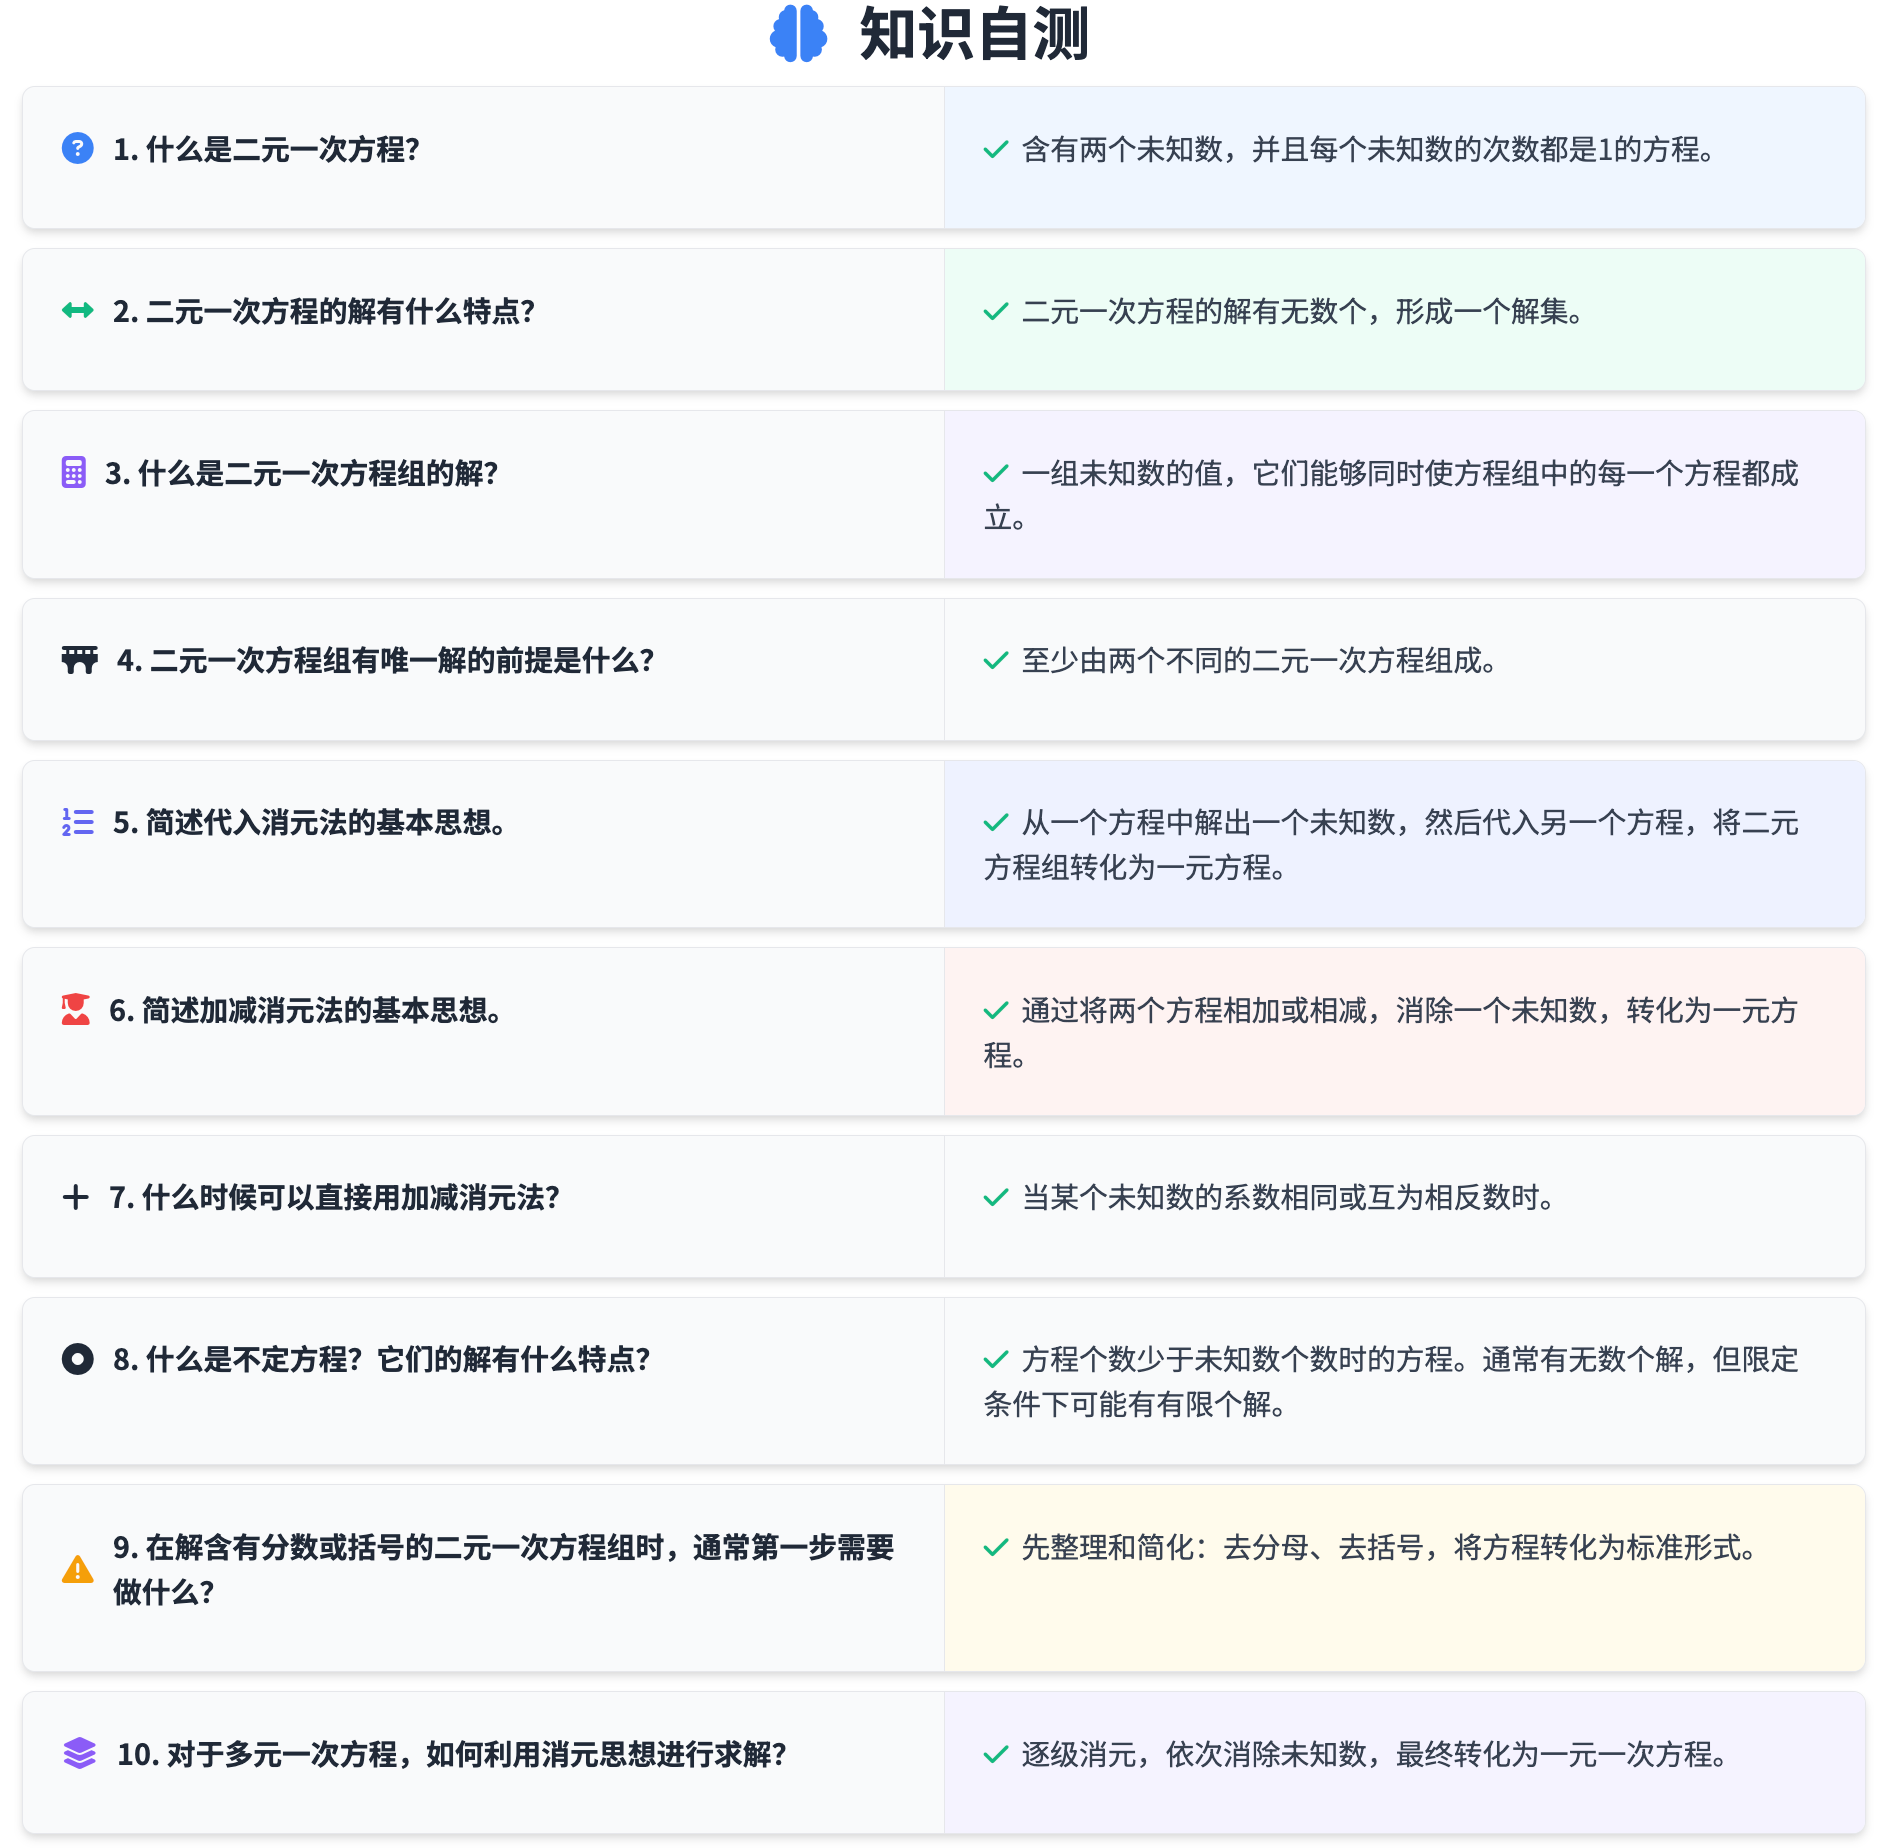 知识自测
1. 什么是二元一次方程？
含有两个未知数，并且每个未知数的次数都是1的方程。
2. 二元一次方程的解有什么特点？
二元一次方程的解有无数个，形成一个解集。
3. 什么是二元一次方程组的解？
一组未知数的值，它们能够同时使方程组中的每一个方程都成
立。
4. 二元一次方程组有唯一解的前提是什么？
至少由两个不同的二元一次方程组成。
5. 简述代入消元法的基本思想。
从一个方程中解出一个未知数，然后代入另一个方程，将二元
方程组转化为一元方程。
6. 简述加减消元法的基本思想。
通过将两个方程相加或相减，消除一个未知数，转化为一元方
程。
7. 什么时候可以直接用加减消元法？
当某个未知数的系数相同或互为相反数时。
8. 什么是不定方程？它们的解有什么特点？
方程个数少于未知数个数时的方程。通常有无数个解，但限定
条件下可能有有限个解。
9. 在解含有分数或括号的二元一次方程组时，通常第一步需要
做什么？
先整理和简化：去分母、去括号，将方程转化为标准形式。
10. 对于多元一次方程，如何利用消元思想进行求解？
逐级消元，依次消除未知数，最终转化为一元一次方程。